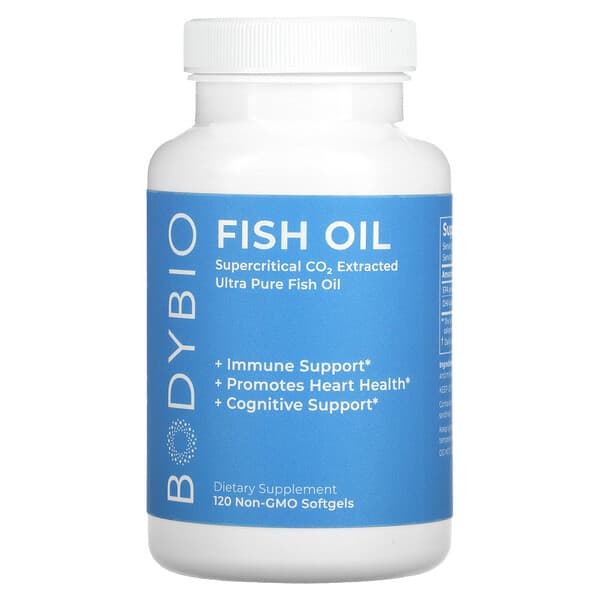 BODYBIO
FISH OIL
Supercritical CO₂ Extracted
Ultra Pure Fish Oil
+ Immune Support*
+ Promotes Heart Health*
+ Cognitive Support*
Dietary Supplement
120 Non-GMO Softgels